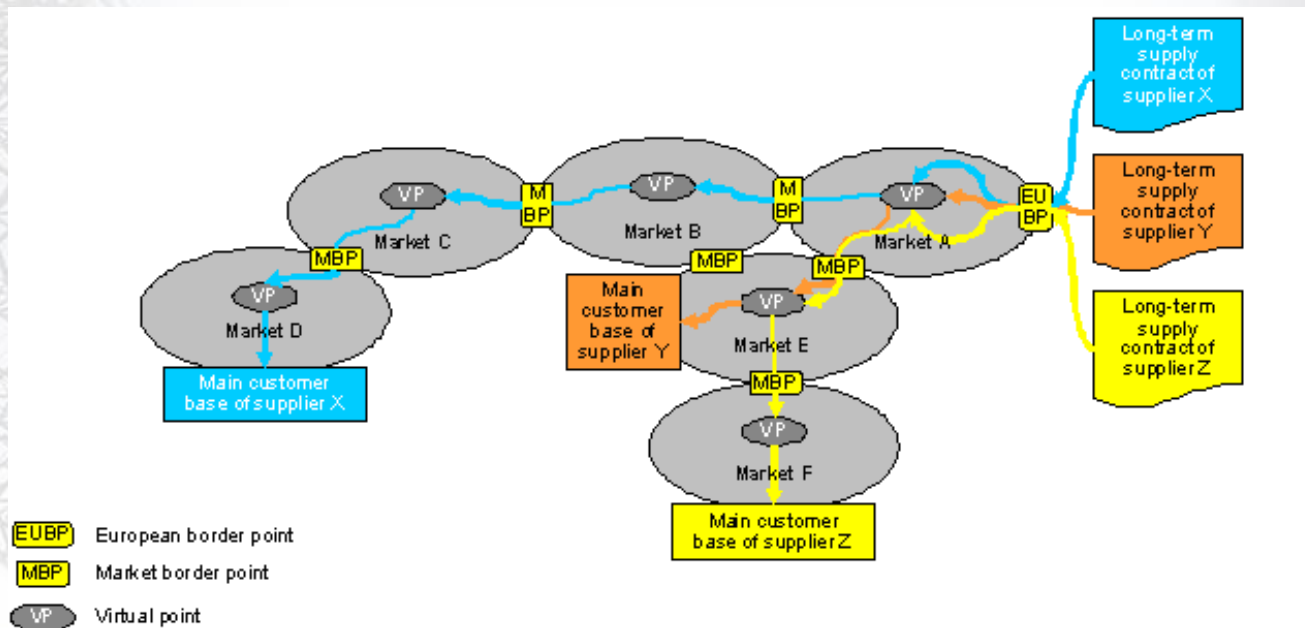 Long-term
supply
contract of
supplier X
Long-term
supply
contract of
supplier Y
Long-term
supply
contract of
supplier Z
VP
Market C
M
BP
VP
Market B
M
BP
VP
Market A
EU
BP
MBP
VP
Market D
Main customer
base of supplier X
MBP
MBP
Main
customer
base of
supplier Y
VP
Market E
MBP
VP
Market F
Main customer
base of supplier Z
EUBP European border point
MBP Market border point
VP Virtual point